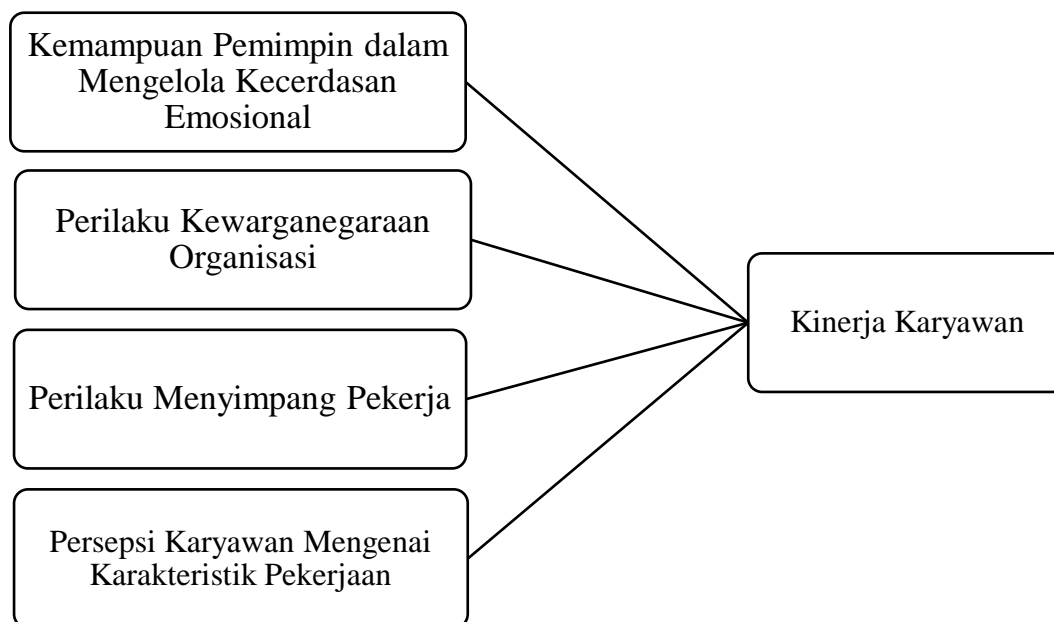 Kemampuan Pemimpin dalam
Mengelola Kecerdasan
Emosional
Perilaku Kewarganegaraan
Organisasi
Perilaku Menyimpang Pekerja
Persepsi Karyawan Mengenai
Karakteristik Pekerjaan
Kinerja Karyawan